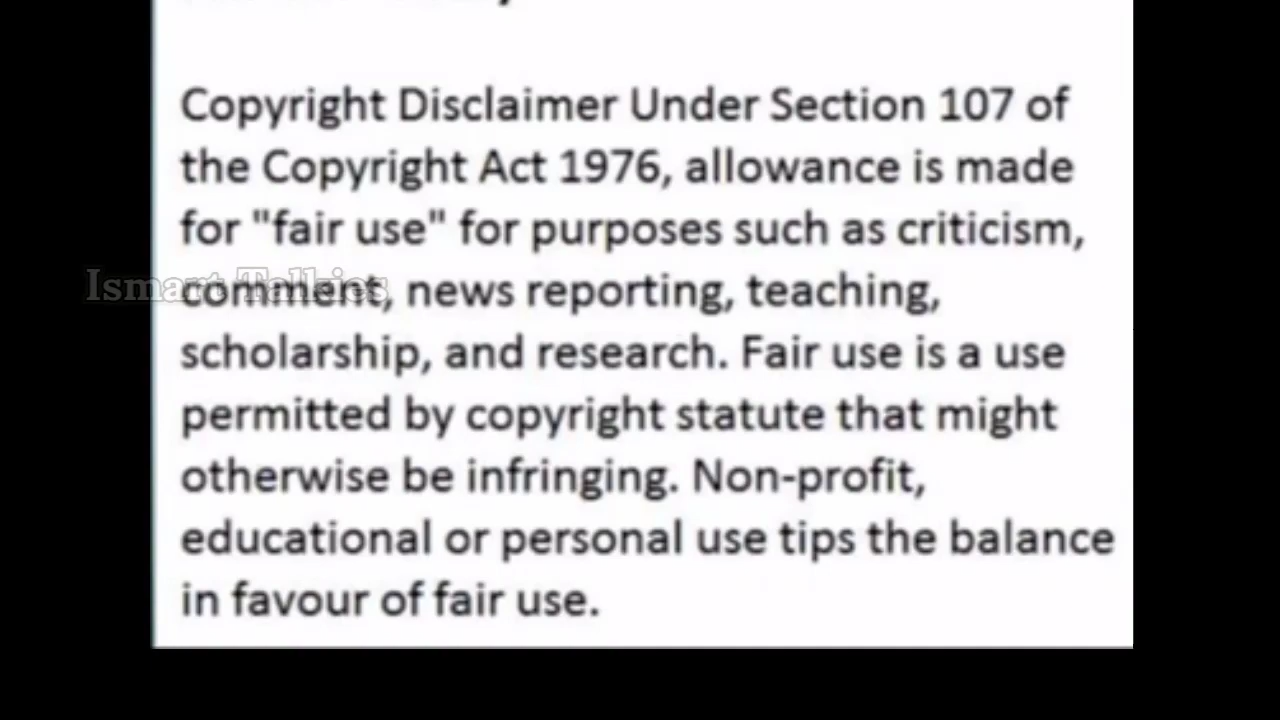 Copyright Disclaimer Under Section 107 of
the Copyright Act 1976, allowance is made
for "fair use" for purposes such as criticism,
Ismart Talkies
comment, news reporting, teaching,
scholarship, and research. Fair use is a use
permitted by copyright statute that might
otherwise be infringing. Non-profit,
educational or personal use tips the balance
in favour of fair use.